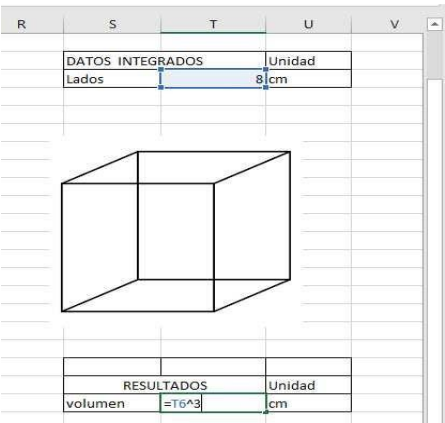 R S T U V
DATOS INTEGRADOS Unidad
Lados 8 cm
RESULTADOS Unidad
volumen =T6^3 cm